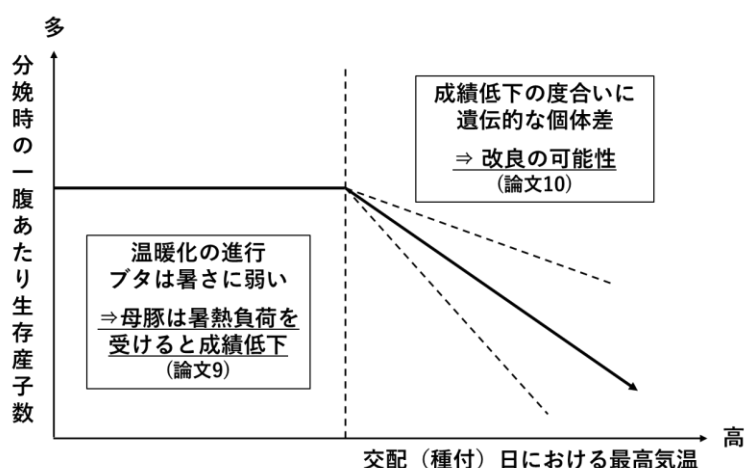 多
分娩時の一腹あたり生存産子数
成績低下の度合いに
遺伝的な個体差
⇒ 改良の可能性
(論文10)
温暖化の進行
ブタは暑さに弱い
⇒母豚は暑熱負荷を
受けると成績低下
(論文9)
高
交配（種付）日における最高気温